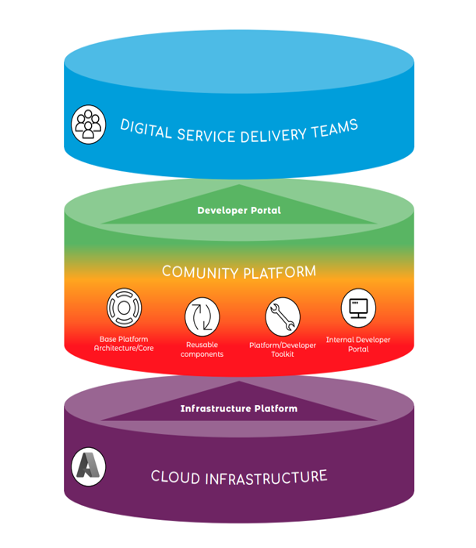 DIGITAL SERVICE DELIVERY TEAMS
Developer Portal
COMUNITY PLATFORM
Base Platform
Architecture/Core
Reusable
components
Platform/Developer
Toolkit
Internal Developer
Portal
Infrastructure Platform
CLOUD INFRASTRUCTURE